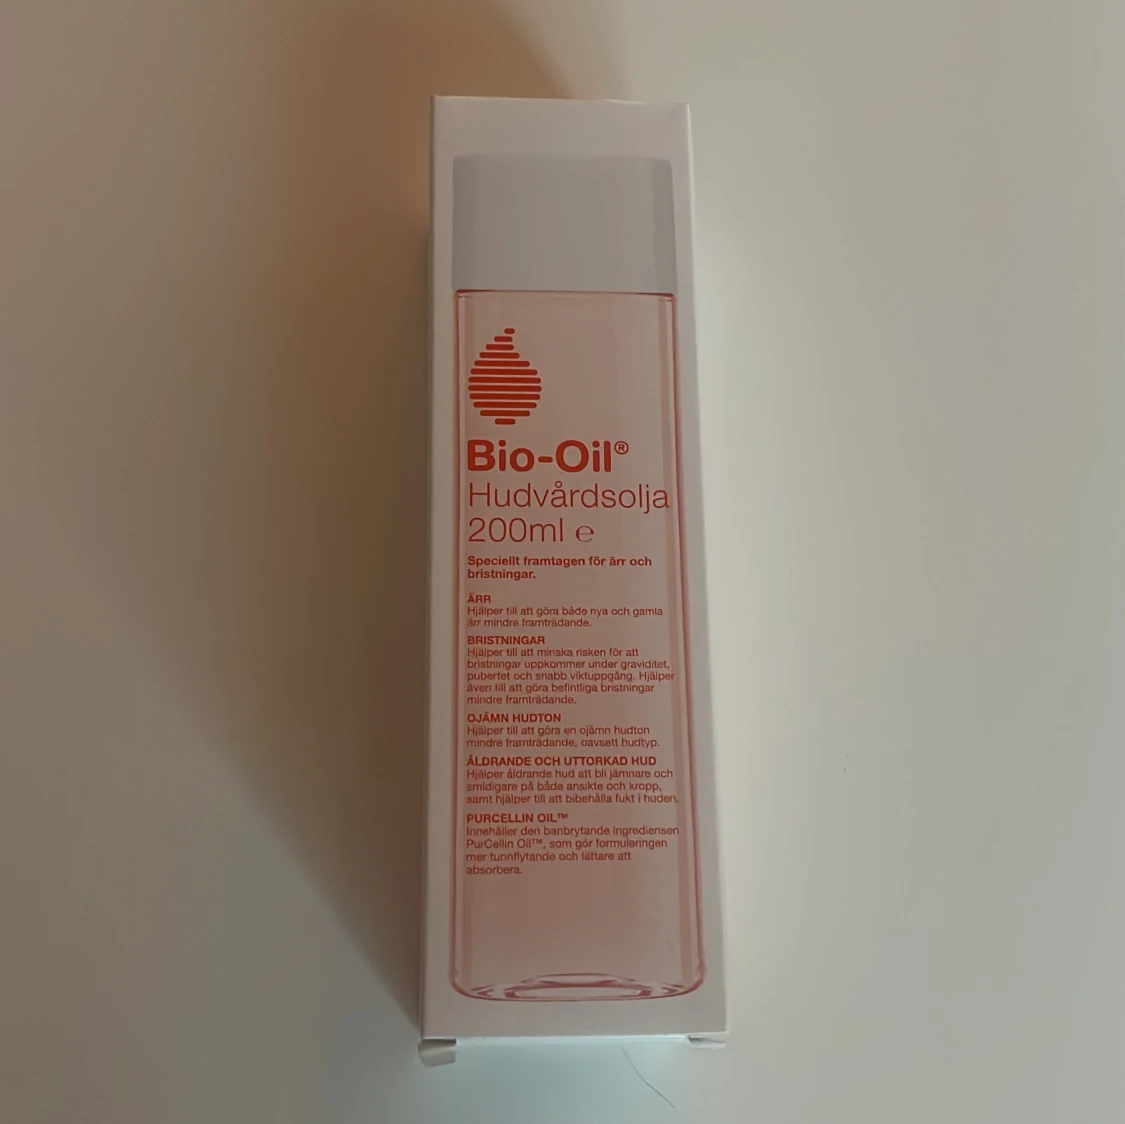 Bio-Oil®
Hudvårdsolja
200ml ℮
Speciellt framtagen för ärr och
bristningar.
ÄRR
Hjälper till att göra både nya och gamla
ärr mindre framträdande.
BRISTNINGAR
Hjälper till att minska risken för att
bristningar uppkommer under graviditet,
pubertet och snabb viktuppgång. Hjälper
även till att göra befintliga bristningar
mindre framträdande.
OJÄMN HUDTON
Hjälper till att göra en ojämn hudton
mindre framträdande, oavsett hudtyp.
ÅLDRANDE OCH UTTORKAD HUD
Hjälper åldrande hud att bli jämnare och
smidigare på både ansikte och kropp,
samt hjälper till att bibehålla fukt i huden.
PURCELLIN OIL™
Innehåller den banbrytande ingrediensen
PurCellin Oil™, som gör formuleringen
mer tunnflytande och lättare att
absorbera.